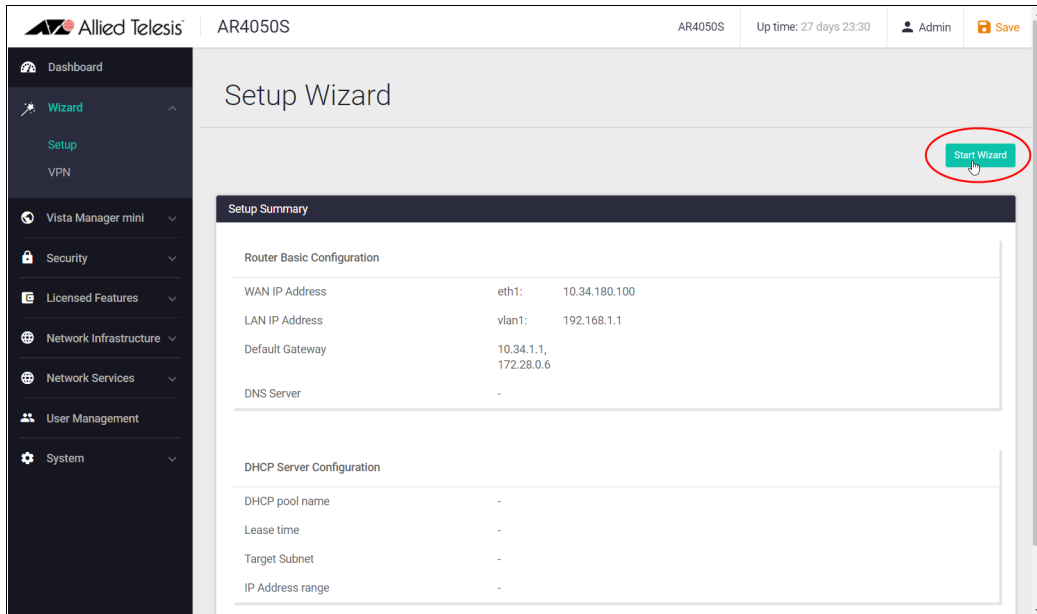 Allied Telesis
AR4050S
AR4050S
Up time: 27 days 23:30
Admin
Save
Dashboard
Wizard
Setup
VPN
Vista Manager mini
Security
Licensed Features
Network Infrastructure
Network Services
User Management
System
Setup Wizard
Start Wizard
Setup Summary
Router Basic Configuration
WAN IP Address eth1: 10.34.180.100
LAN IP Address vlan1: 192.168.1.1
Default Gateway 10.34.1.1,
172.28.0.6
DNS Server -
DHCP Server Configuration
DHCP pool name -
Lease time -
Target Subnet -
IP Address range -